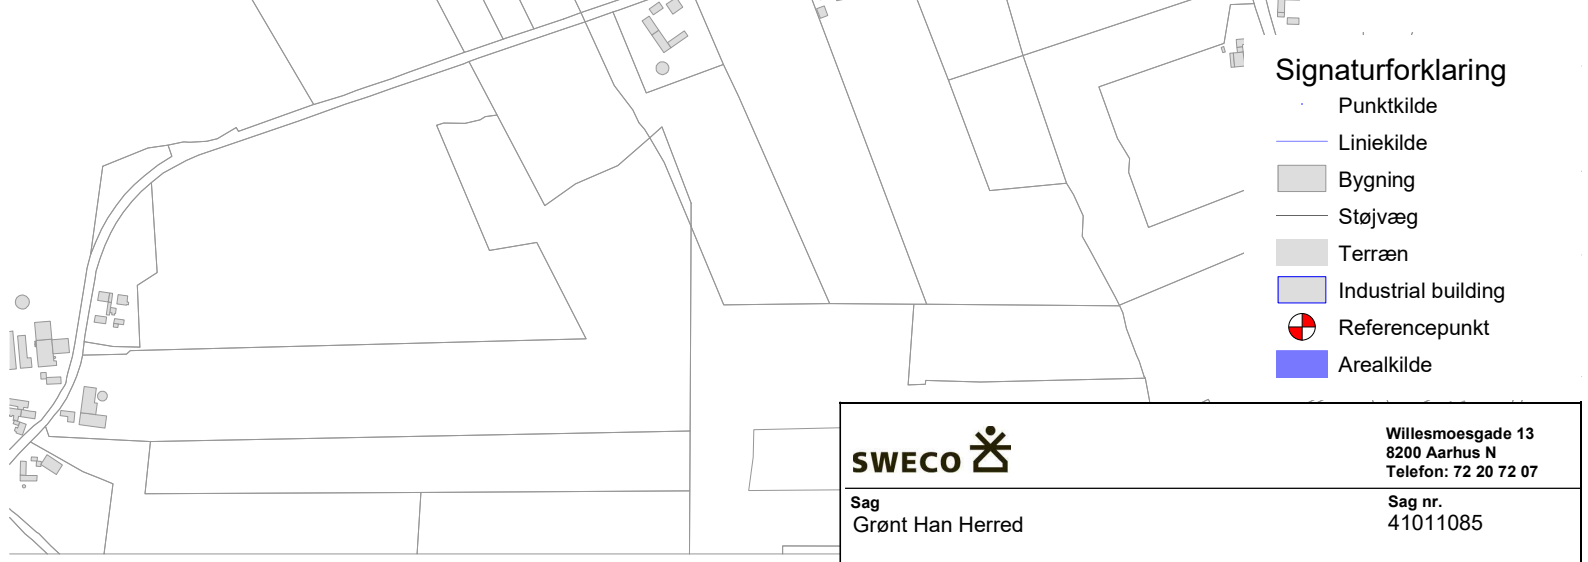 Signaturforklaring
Punktkilde
Liniekilde
Bygning
Støjvæg
Terræn
Industrial building
Referencepunkt
Arealkilde
SWECO
Willesmoesgade 13
8200 Aarhus N
Telefon: 72 20 72 07
Sag
Grønt Han Herred
Sag nr.
41011085